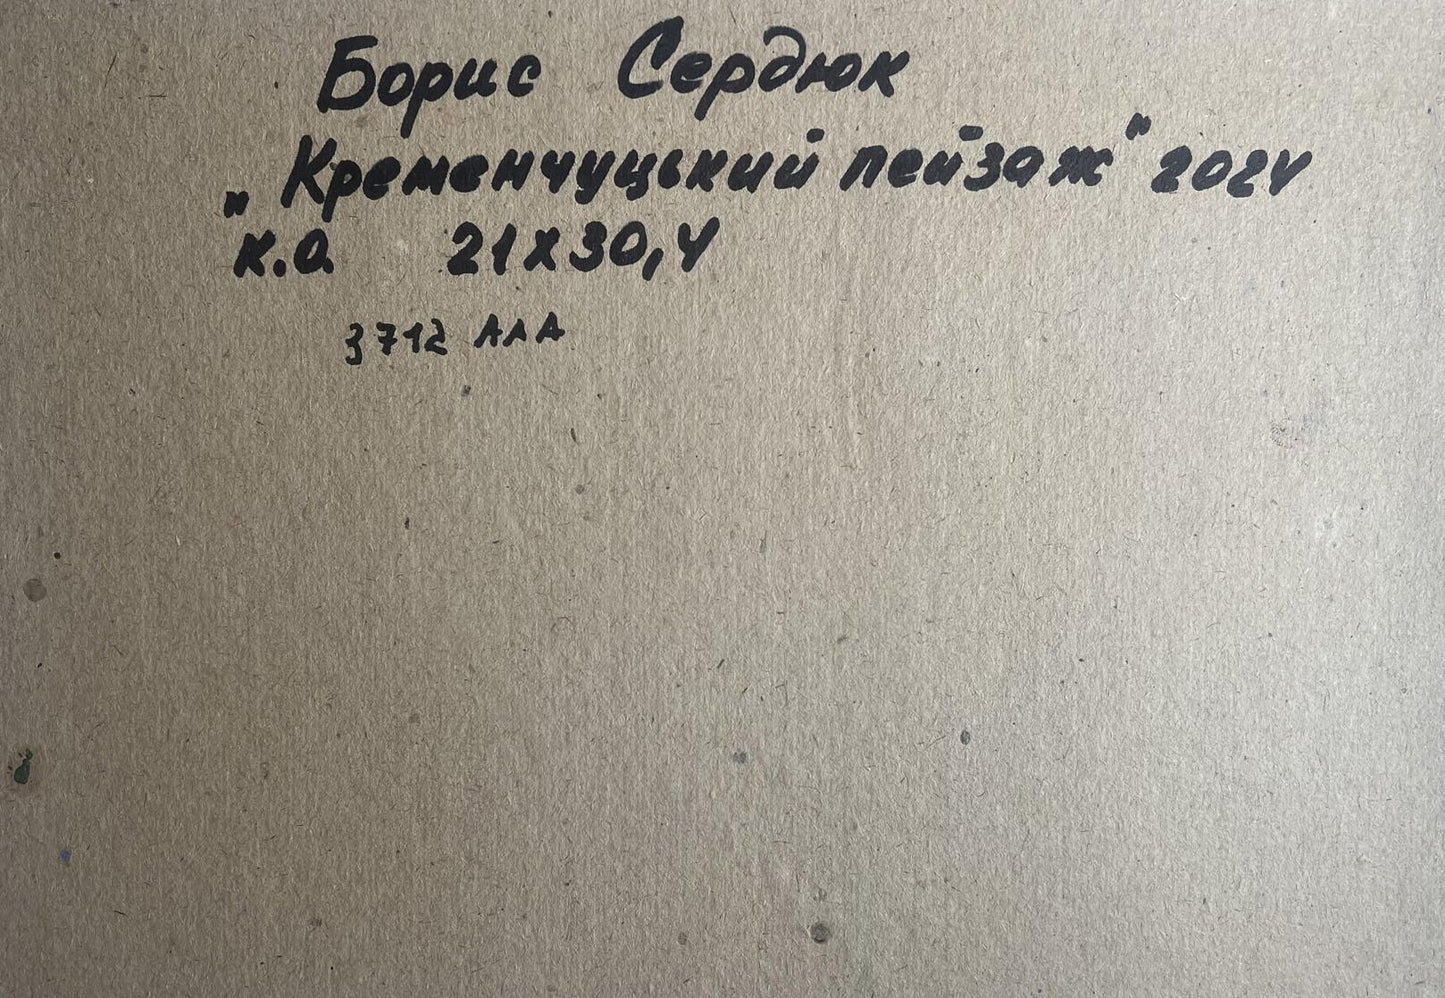 Борис Сердюк
„Кременчуцький пейзаж" 2024
к.о. 21х30,4
3712 ААА